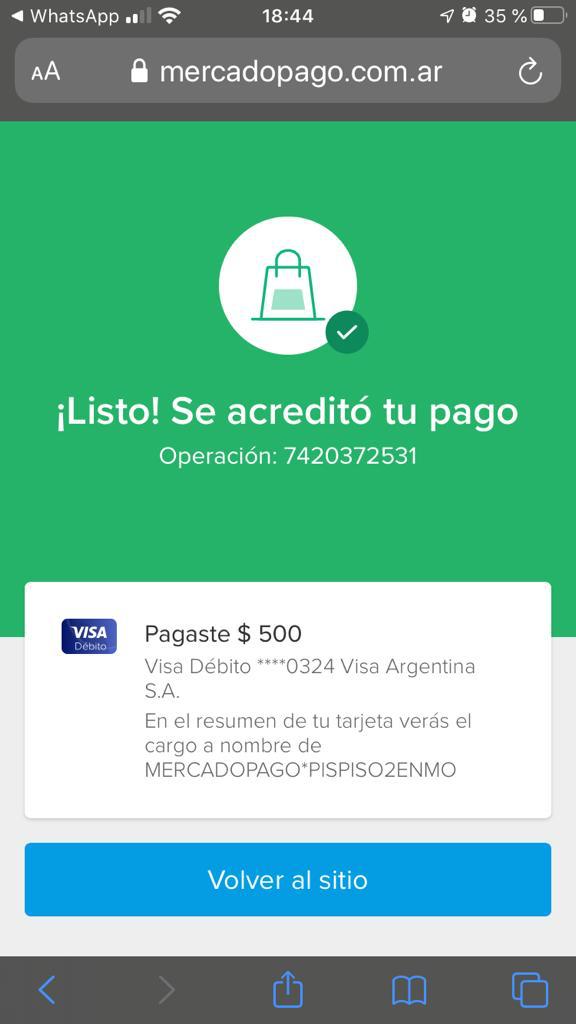 WhatsApp 18:44 35 %
AA mercadopago.com.ar
¡Listo! Se acreditó tu pago
Operación: 7420372531
VISA
Débito
Pagaste $ 500
Visa Débito ****0324 Visa Argentina
S.A.
En el resumen de tu tarjeta verás el
cargo a nombre de
MERCADOPAGO*PISPISO2ENMO
Volver al sitio